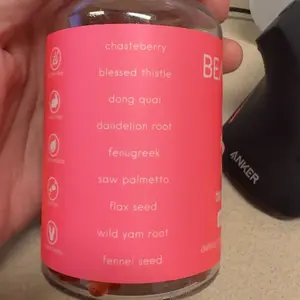 chasteberry
blessed thistle
dong quai
dandelion root
fenugreek
saw palmetto
flax seed
wild yam root
fennel seed
BE
V
ANKER